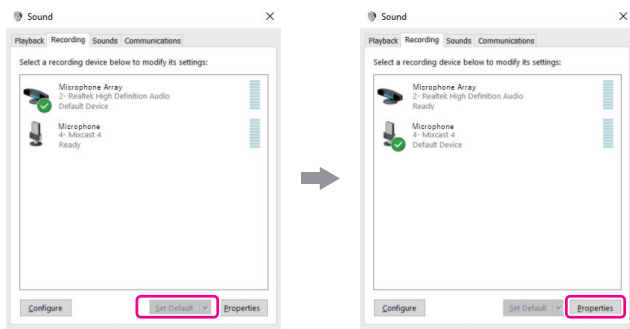 Sound
Playback Recording Sounds Communications
Select a recording device below to modify its settings:
Microphone Array
2- Realtek High Definition Audio
Default Device
Microphone
4- Mixcast 4
Ready
Configure Set Default Properties
Sound
Playback Recording Sounds Communications
Select a recording device below to modify its settings:
Microphone Array
2- Realtek High Definition Audio
Ready
Microphone
4- Mixcast 4
Default Device
Configure Set Default Properties